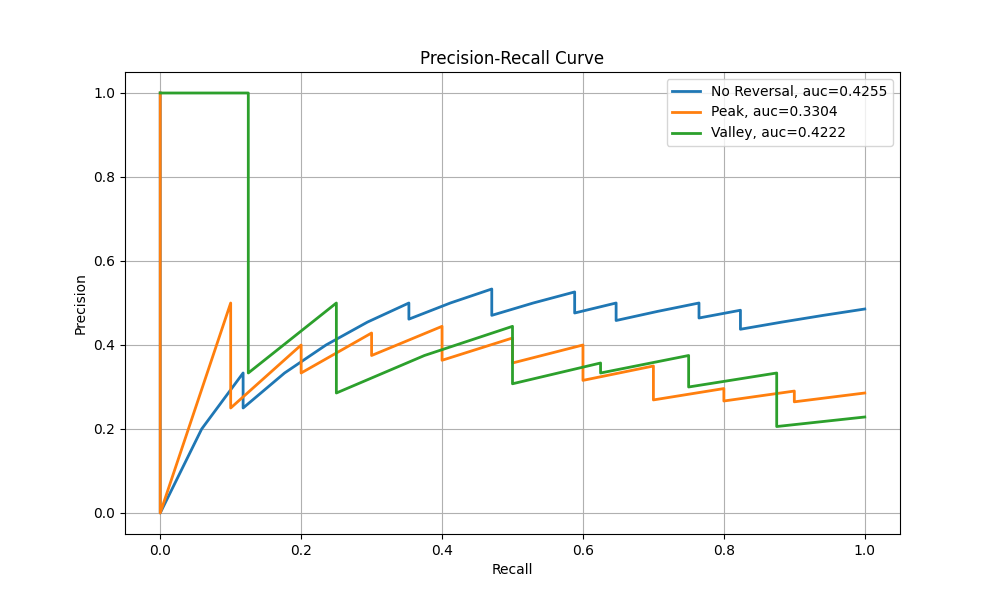 Precision-Recall Curve
No Reversal, auc=0.4255
Peak, auc=0.3304
Valley, auc=0.4222
1.0
0.8
0.6
0.4
0.2
0.0
Precision
0.0 0.2 0.4 0.6 0.8 1.0
Recall